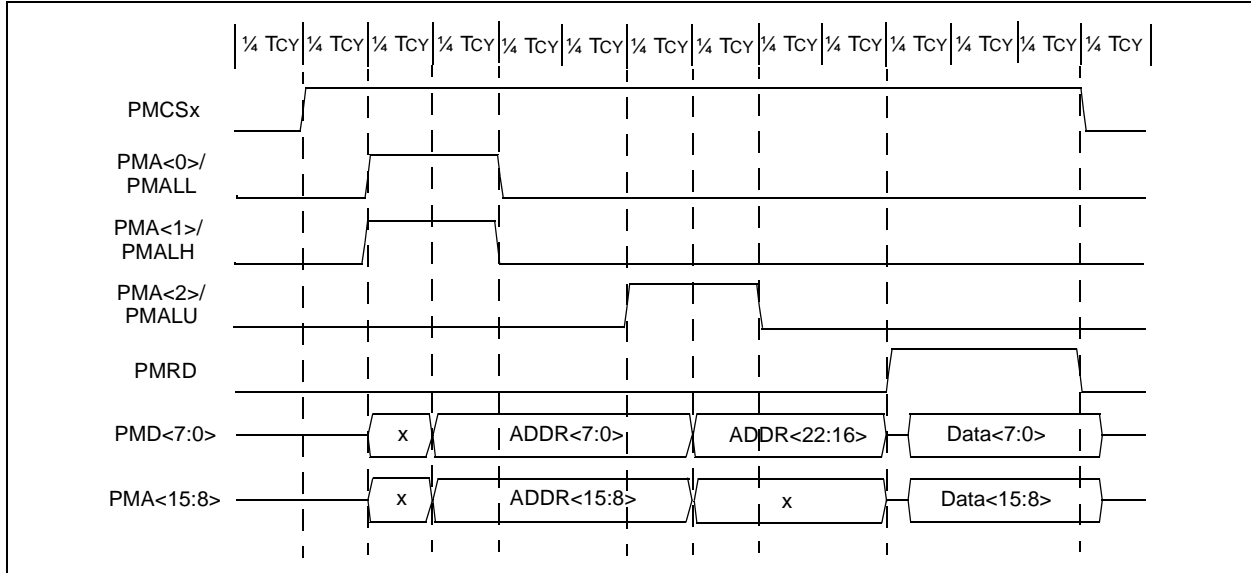 ¼ TCY ¼ TCY ¼ TCY ¼ TCY ¼ TCY ¼ TCY ¼ TCY ¼ TCY ¼ TCY ¼ TCY ¼ TCY ¼ TCY ¼ TCY ¼ TCY
PMCSx
PMA<0>/
PMALL
PMA<1>/
PMALH
PMA<2>/
PMALU
PMRD
PMD<7:0> x ADDR<7:0> ADDR<22:16> Data<7:0>
PMA<15:8> x ADDR<15:8> x Data<15:8>